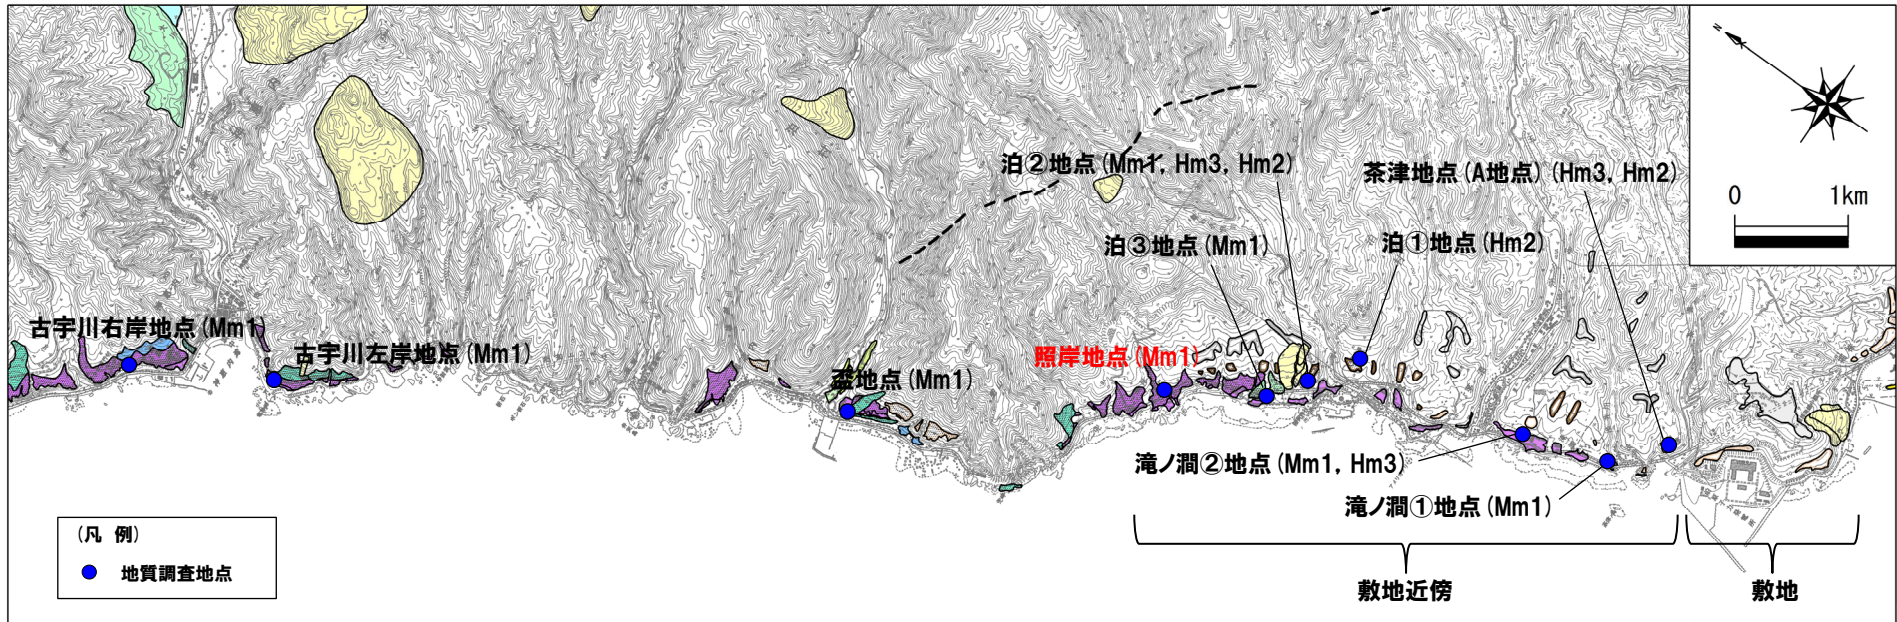 N
0 1km
泊②地点(Mm1, Hm3, Hm2)
茶津地点(A地点)(Hm3, Hm2)
泊③地点(Mm1)
泊①地点(Hm2)
古宇川右岸地点(Mm1)
古宇川左岸地点(Mm1)
盃地点(Mm1)
照岸地点(Mm1)
滝ノ澗②地点(Mm1, Hm3)
滝ノ澗①地点(Mm1)
(凡 例)
地質調査地点
敷地近傍
敷地